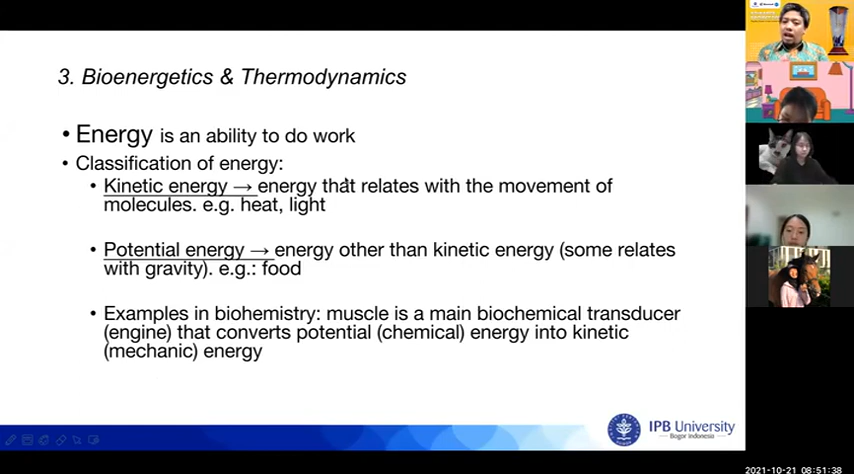 3. Bioenergetics & Thermodynamics
• Energy is an ability to do work
• Classification of energy:
• Kinetic energy → energy that relates with the movement of
molecules. e.g. heat, light
• Potential energy → energy other than kinetic energy (some relates
with gravity). e.g.: food
• Examples in biohemistry: muscle is a main biochemical transducer
(engine) that converts potential (chemical) energy into kinetic
(mechanic) energy
IPB University
Bogor Indonesia
2021-10-21 08:51:38